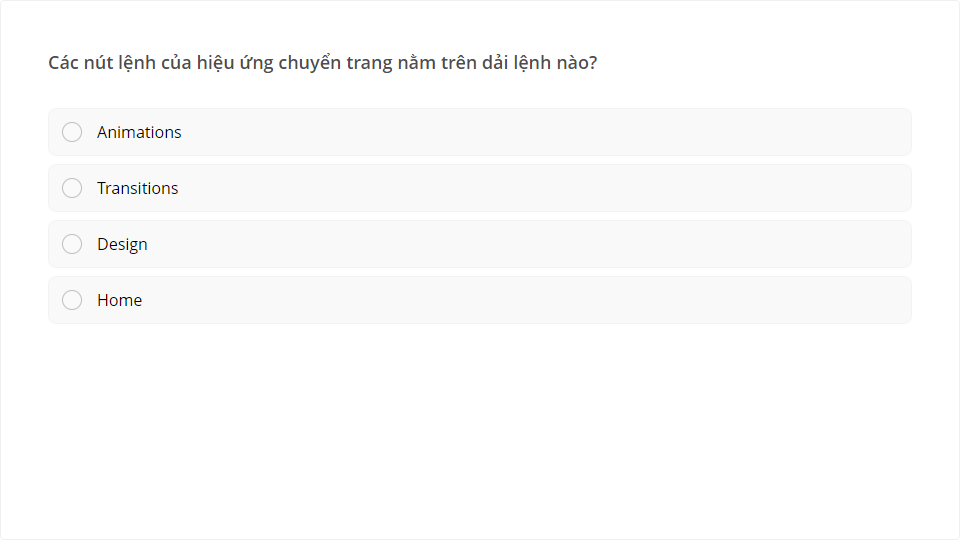 Các nút lệnh của hiệu ứng chuyển trang nằm trên dải lệnh nào?
Animations
Transitions
Design
Home